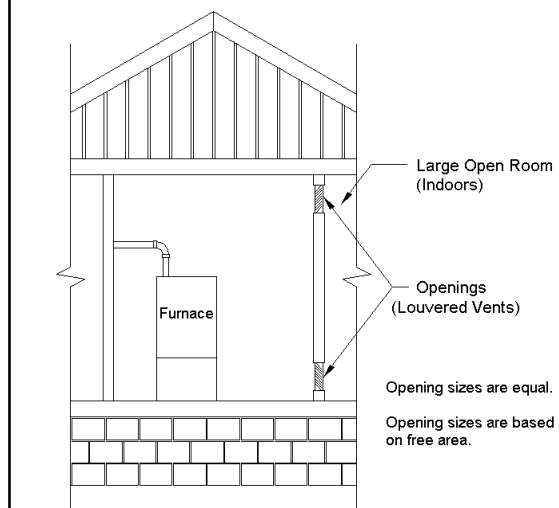 Large Open Room
(Indoors)
Furnace
Openings
(Louvered Vents)
Opening sizes are equal.
Opening sizes are based
on free area.